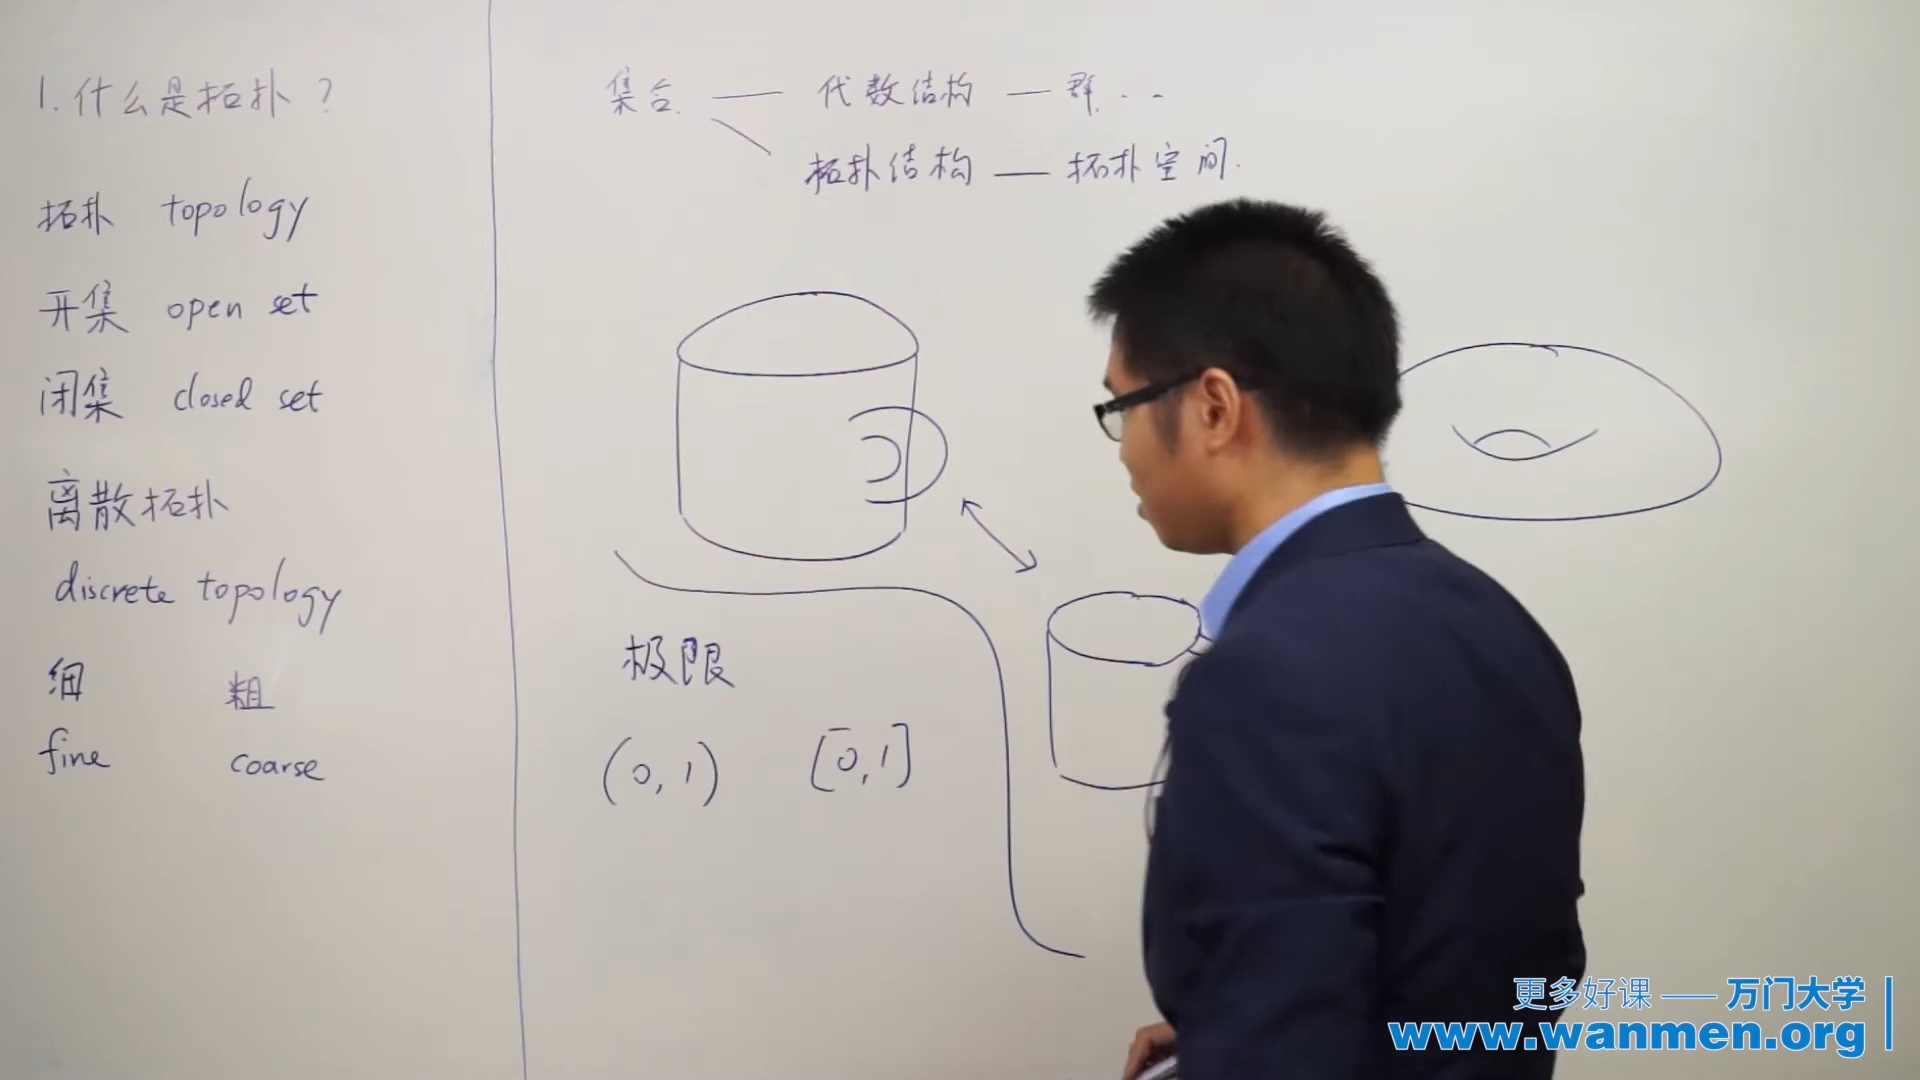 1. 什么是拓扑?
拓扑 topology
开集 open set
闭集 closed set
离散拓扑
discrete topology
细 粗
fine coarse
集合. — 代数结构 — 群...
拓扑结构 — 拓扑空间.
极限
(0, 1) [0, 1]
更多好课 —— 万门大学
www.wanmen.org